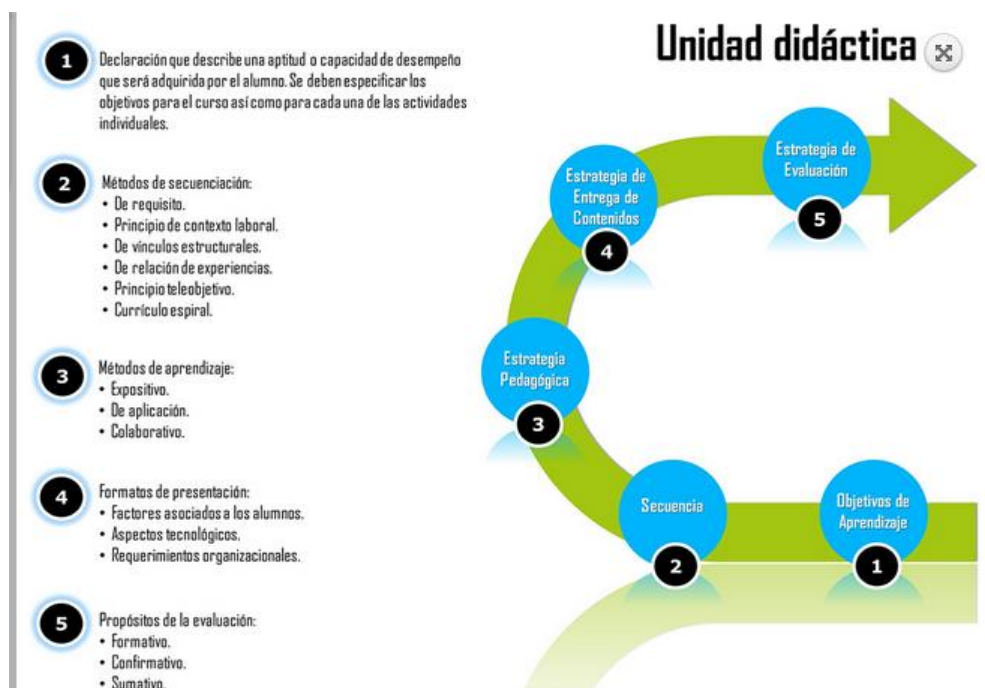 Unidad didáctica
1
Declaración que describe una aptitud o capacidad de desempeño
que será adquirida por el alumno. Se deben especificar los
objetivos para el curso así como para cada una de las actividades
individuales.
2
Métodos de secuenciación:
• De requisito.
• Principio de contexto laboral.
• De vínculos estructurales.
• De relación de experiencias.
• Principio teleobjetivo.
• Currículo espiral.
3
Métodos de aprendizaje:
• Expositivo.
• De aplicación.
• Colaborativo.
4
Formatos de presentación:
• Factores asociados a los alumnos.
• Aspectos tecnológicos.
• Requerimientos organizacionales.
5
Propósitos de la evaluación:
• Formativo.
• Confirmativo.
• Sumativo.
Estrategia de
Evaluación
5
Estrategia de
Entrega de
Contenidos
4
Estrategia
Pedagógica
3
Secuencia
2
Objetivos de
Aprendizaje
1